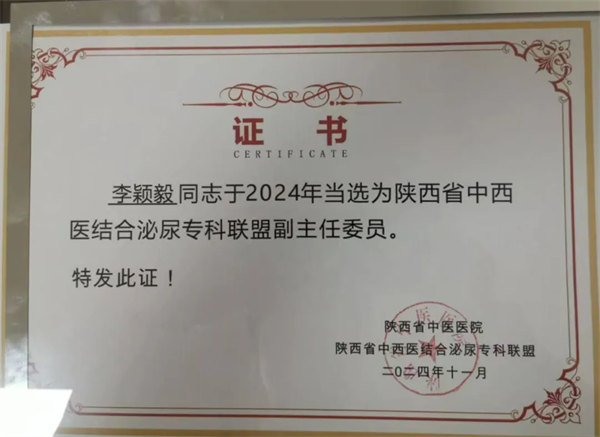 证 书
CERTIFICATE
李颖毅同志于2024年当选为陕西省中西
医结合泌尿专科联盟副主任委员。
特发此证！
陕西省中医医院
陕西省中西医结合泌尿专科联盟
二〇二四年十一月